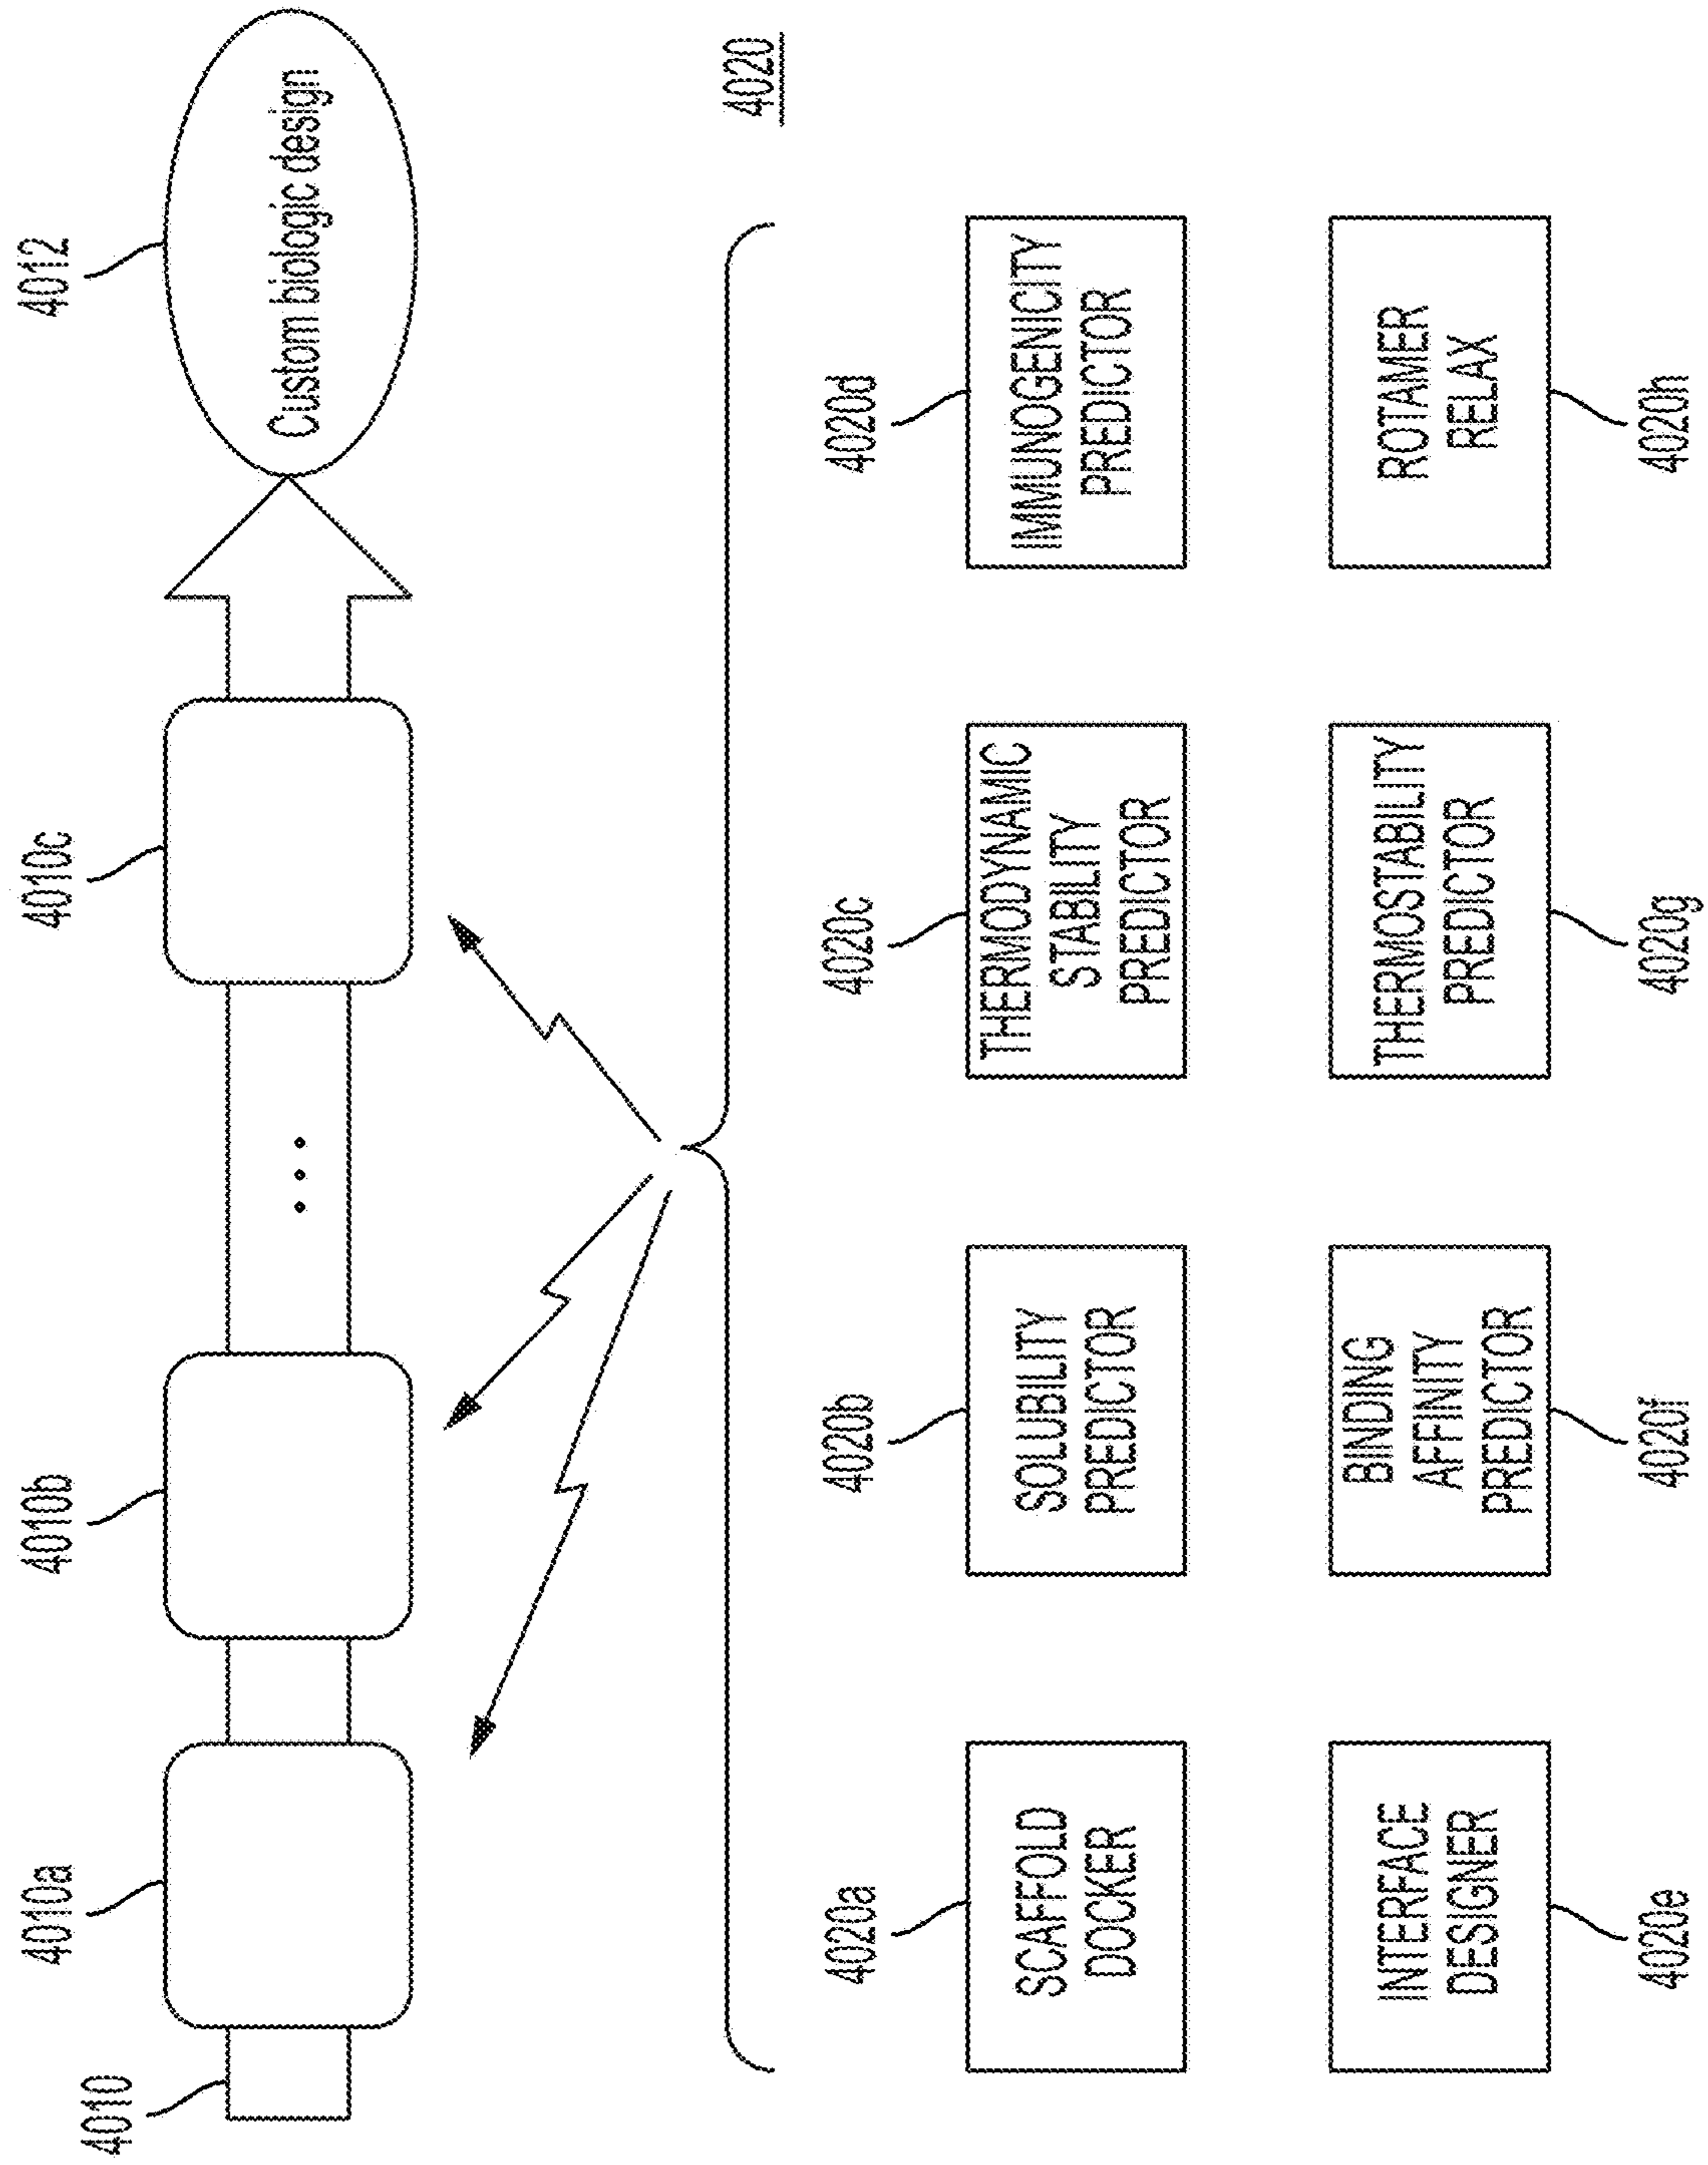 4010
4010a
4010b
4010c
4012
Custom biologic design
4020
4020a
4020b
4020c
4020d
SCAFFOLD
DOCKER
SOLUBILITY
PREDICTOR
THERMODYNAMIC
STABILITY
PREDICTOR
IMMUNOGENICITY
PREDICTOR
INTERFACE
DESIGNER
BINDING
AFFINITY
PREDICTOR
THERMOSTABILITY
PREDICTOR
ROTAMER
RELAX
4020e
4020f
4020g
4020h